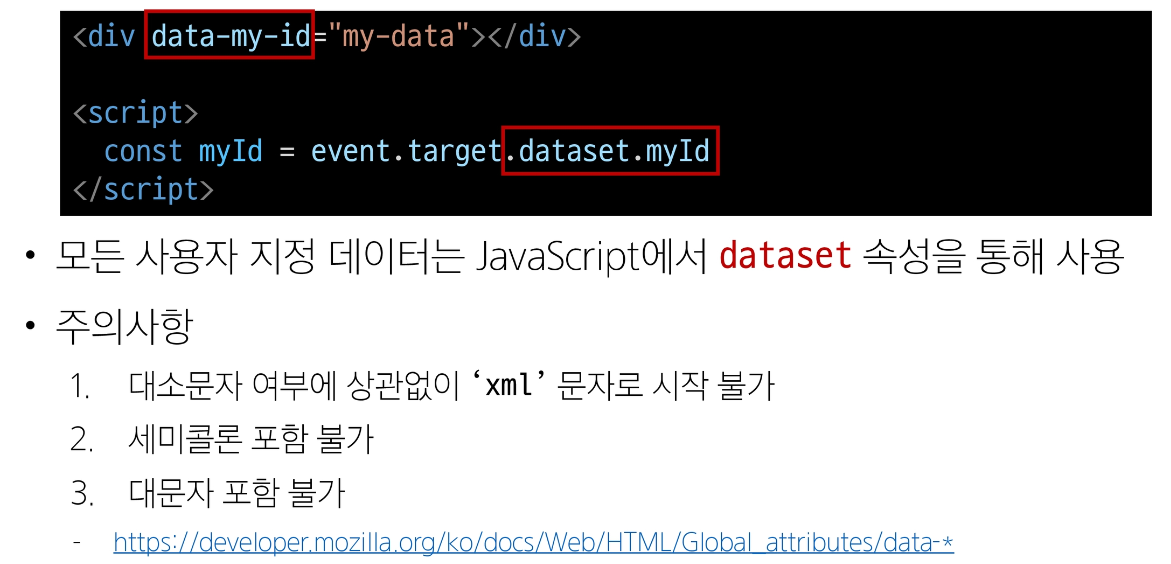 <div data-my-id="my-data"></div>
<script>
const myId = event.target.dataset.myId
</script>
• 모든 사용자 지정 데이터는 JavaScript에서 dataset 속성을 통해 사용
• 주의사항
1. 대소문자 여부에 상관없이 ‘xml’ 문자로 시작 불가
2. 세미콜론 포함 불가
3. 대문자 포함 불가
- https://developer.mozilla.org/ko/docs/Web/HTML/Global_attributes/data-*